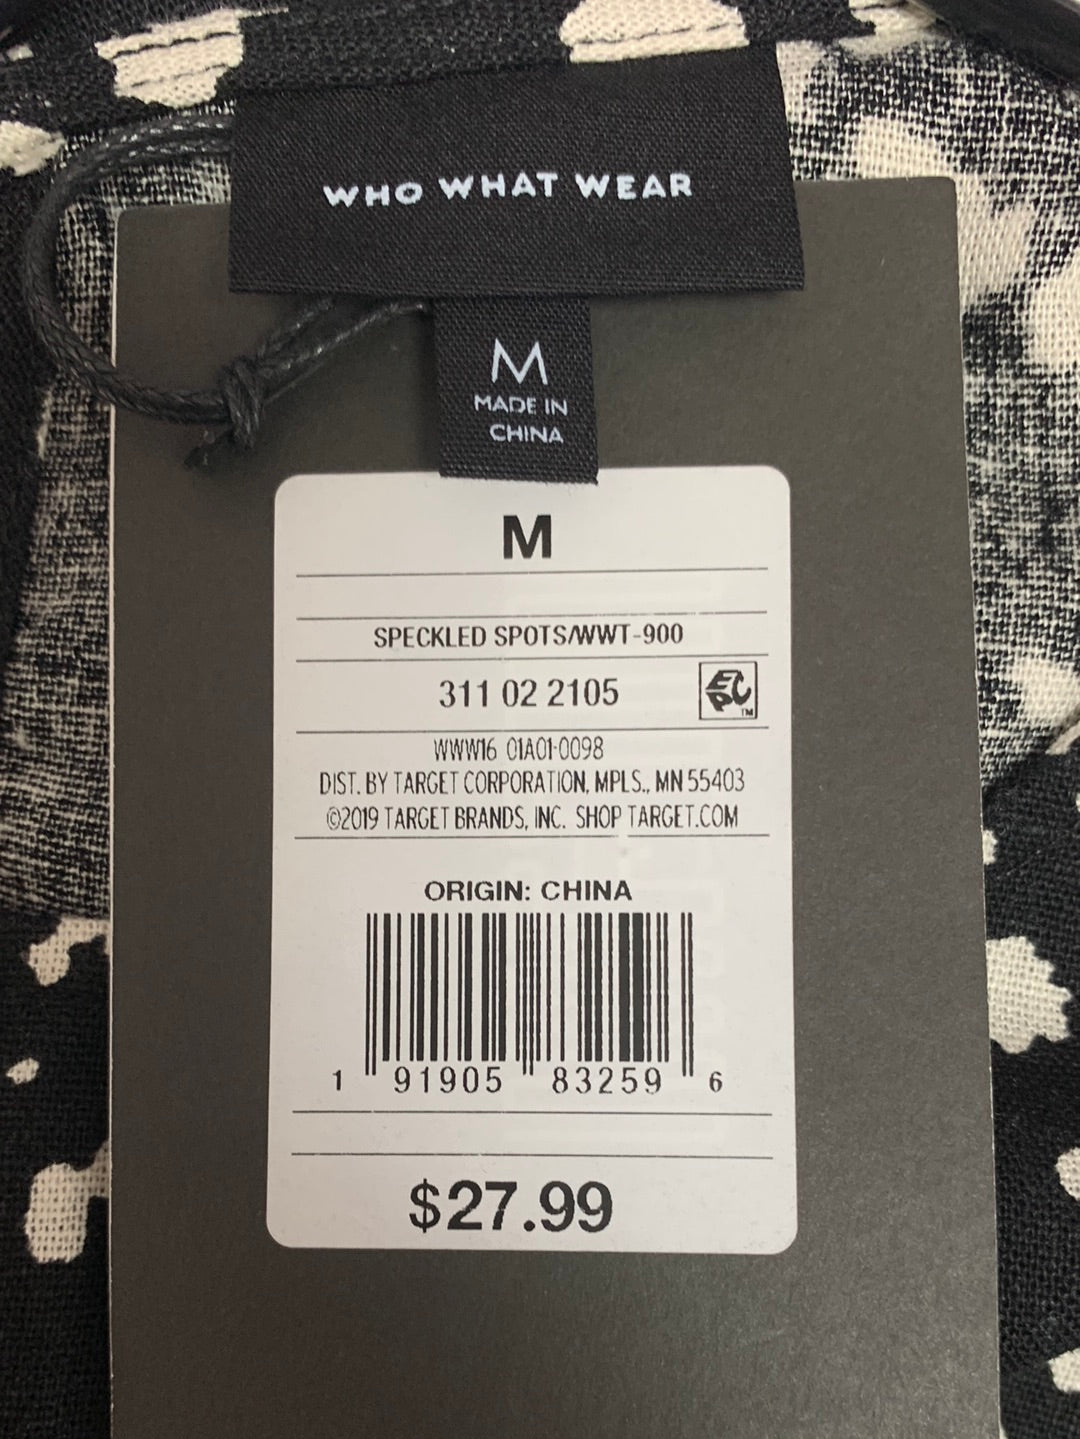 WHO WHAT WEAR
M
MADE IN
CHINA
M
SPECKLED SPOTS/WWT-900
311 02 2105
EPC
TM
WWW16 01A01-0098
DIST. BY TARGET CORPORATION, MPLS., MN 55403
©2019 TARGET BRANDS, INC. SHOP TARGET.COM
ORIGIN: CHINA
1 91905 83259 6
$27.99